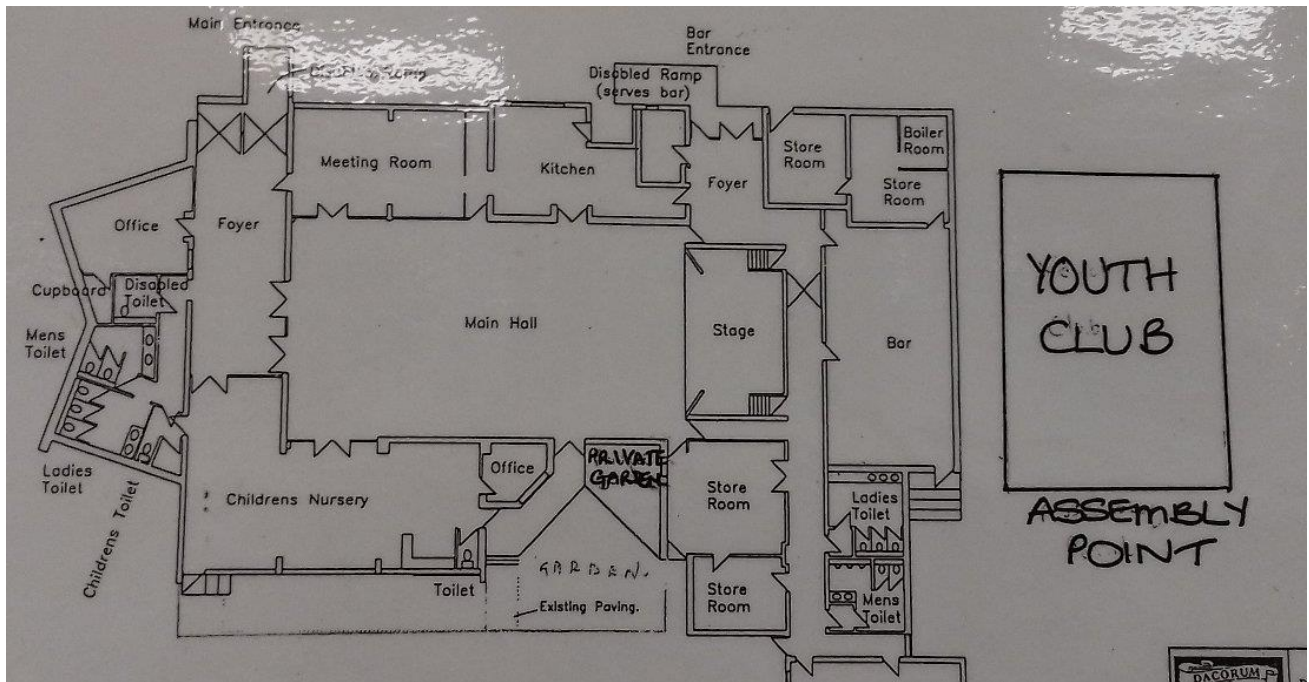 Main Entrance
Bar
Entrance
Disabled Ramp
(serves bar)
Meeting Room
Kitchen
Foyer
Store
Room
Boiler
Room
Store
Room
Office
Foyer
Cupboard
Disabled
Toilet
Mens
Toilet
Main Hall
Stage
Bar
YOUTH
CLUB
Ladies
Toilet
Childrens Toilet
Childrens Nursery
Office
PRIVATE
GARDEN
Store
Room
Ladies
Toilet
ASSEMBLY
POINT
GARDEN.
Toilet
Existing Paving.
Store
Room
Mens
Toilet
DACORUM